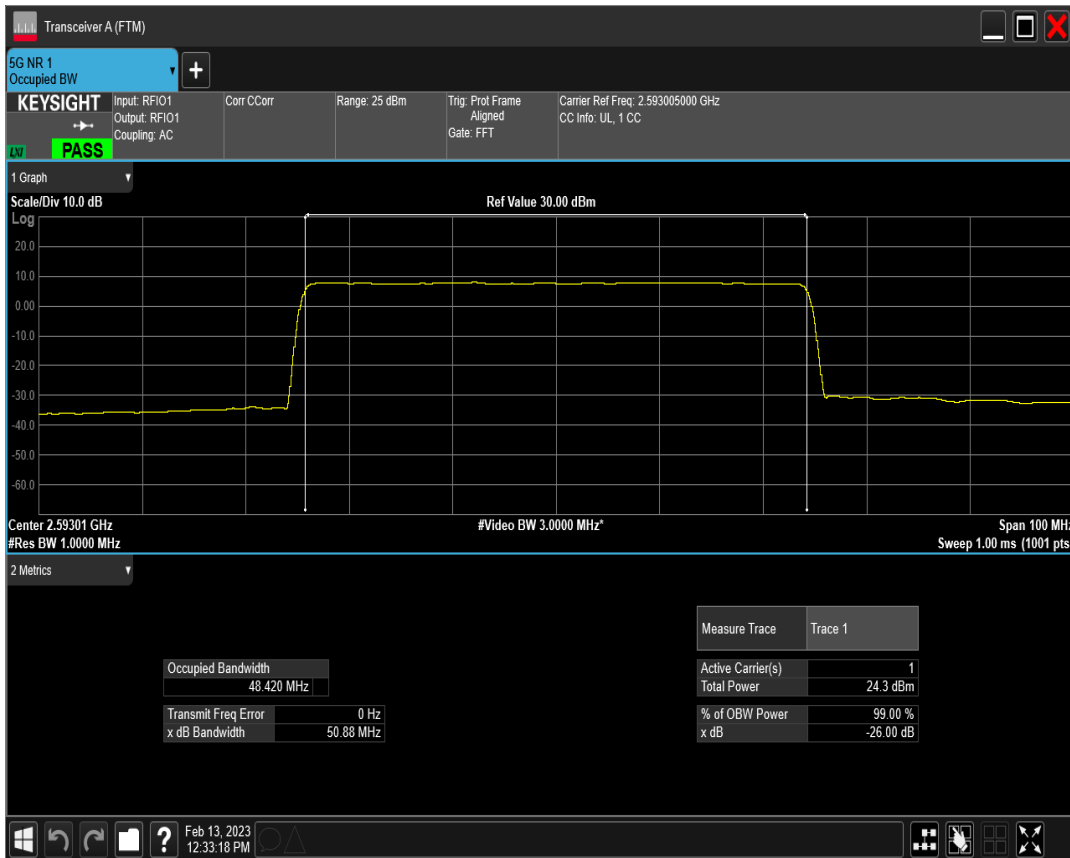 Transceiver A (FTM)
5G NR 1
Occupied BW
+
KEYSIGHT
LXI
PASS
Input: RFIO1
Output: RFIO1
Coupling: AC
Corr CCorr
Range: 25 dBm
Trig: Prot Frame
Aligned
Gate: FFT
Carrier Ref Freq: 2.593005000 GHz
CC Info: UL, 1 CC
1 Graph
Scale/Div 10.0 dB
Ref Value 30.00 dBm
Log
20.0
10.0
0.00
-10.0
-20.0
-30.0
-40.0
-50.0
-60.0
Center 2.59301 GHz
#Video BW 3.0000 MHz*
Span 100 MHz
#Res BW 1.0000 MHz
Sweep 1.00 ms (1001 pts
2 Metrics
Measure Trace Trace 1
Occupied Bandwidth
48.420 MHz
Active Carrier(s) 1
Total Power 24.3 dBm
Transmit Freq Error 0 Hz
x dB Bandwidth 50.88 MHz
% of OBW Power 99.00 %
x dB -26.00 dB
?
Feb 13, 2023
12:33:18 PM